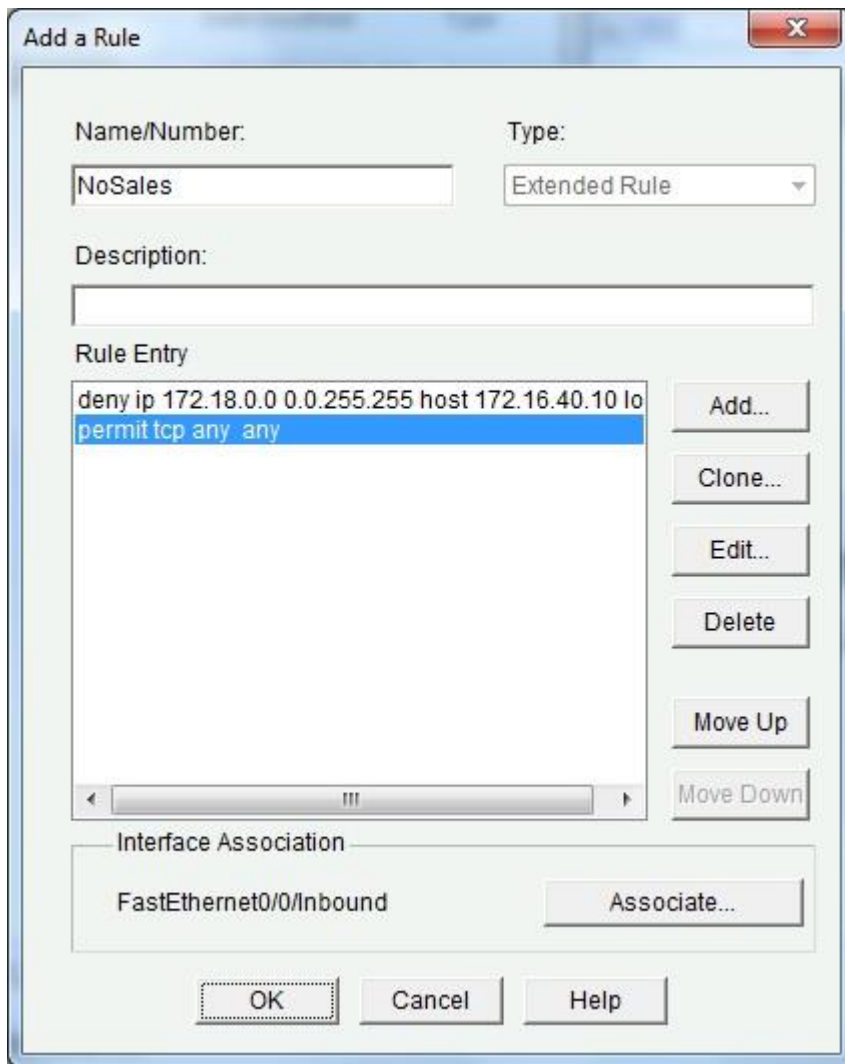 Add a Rule
Name/Number:
Type:
NoSales
Extended Rule
Description:
Rule Entry
deny ip 172.18.0.0 0.0.255.255 host 172.16.40.10 lo
permit tcp any  any
Add...
Clone...
Edit...
Delete
Move Up
Move Down
Interface Association
FastEthernet0/0/Inbound
Associate...
OK
Cancel
Help